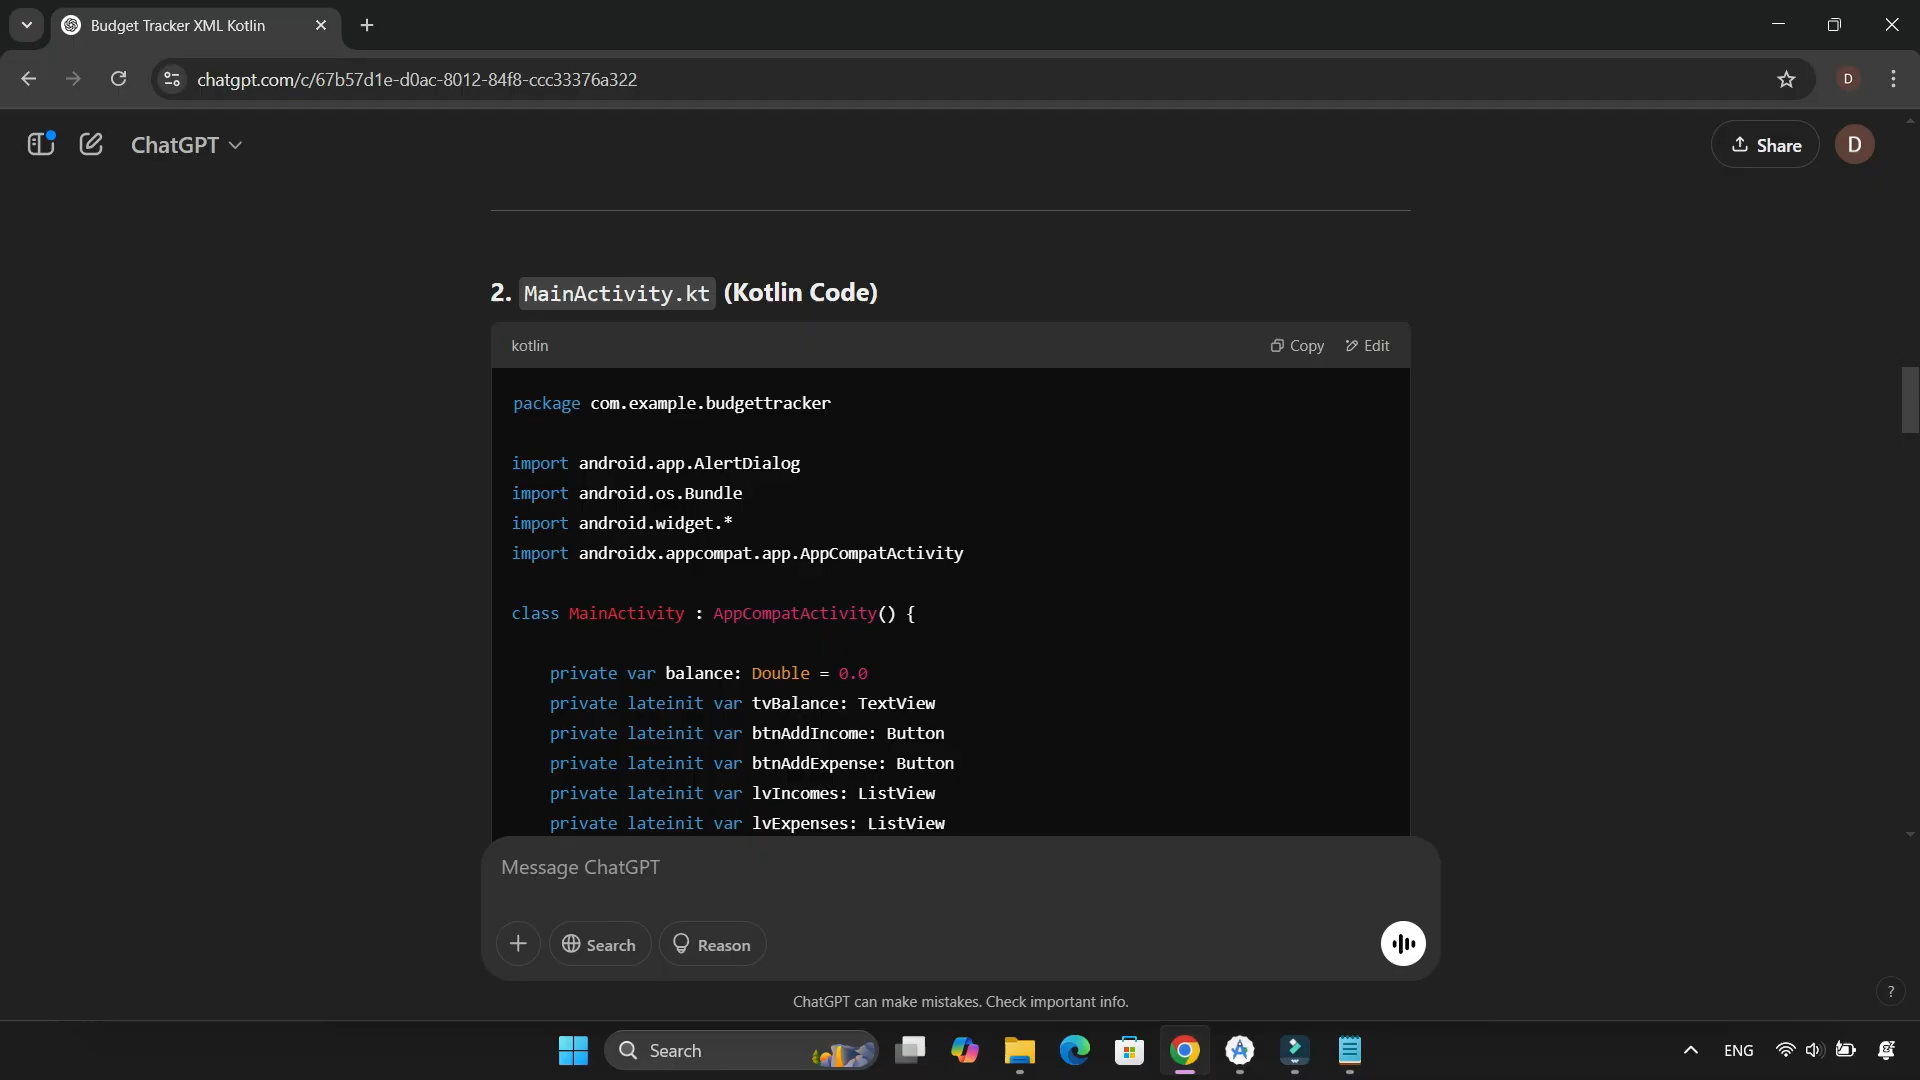 Budget Tracker XML Kotlin
chatgpt.com/c/67b57d1e-d0ac-8012-84f8-ccc33376a322
D
ChatGPT
Share
D
2. MainActivity.kt (Kotlin Code)
kotlin
Copy
Edit
package com.example.budgettracker
import android.app.AlertDialog
import android.os.Bundle
import android.widget.*
import androidx.appcompat.app.AppCompatActivity
class MainActivity : AppCompatActivity() {
private var balance: Double = 0.0
private lateinit var tvBalance: TextView
private lateinit var btnAddIncome: Button
private lateinit var btnAddExpense: Button
private lateinit var lvIncomes: ListView
private lateinit var lvExpenses: ListView
Message ChatGPT
Search
Reason
ChatGPT can make mistakes. Check important info.
?
Search
ENG